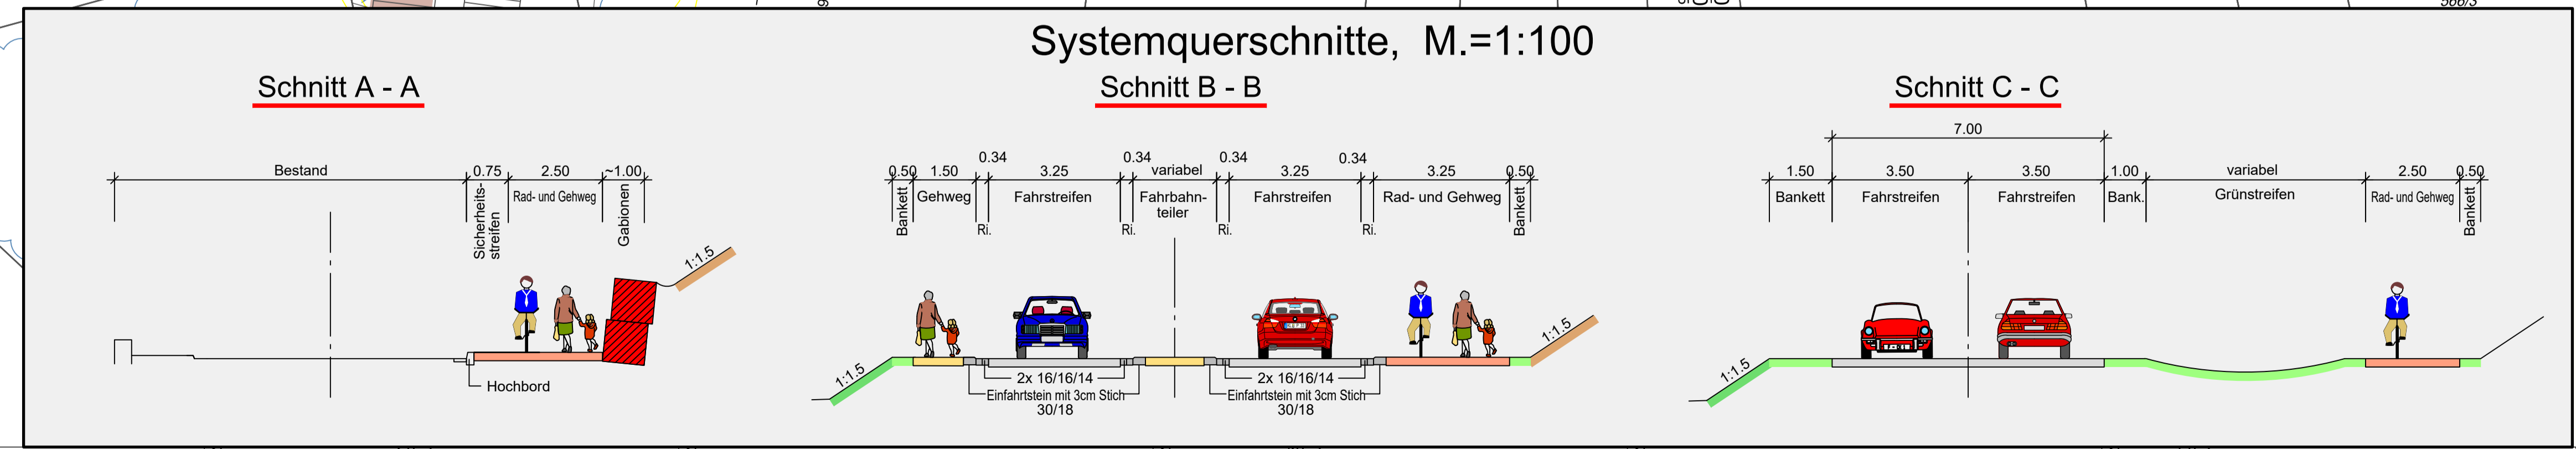 566/3
Systemquerschnitte, M.=1:100
Schnitt A - A
Bestand
0.75
2.50
~1.00
Sicherheits-
streifen
Rad- und Gehweg
Gabionen
1:1.5
Hochbord
Schnitt B - B
0.34
0.34
0.34
0.34
0.50
1.50
3.25
variabel
3.25
3.25
0.50
Bankett
Gehweg
Fahrstreifen
Fahrbahn-
teiler
Fahrstreifen
Rad- und Gehweg
Bankett
Ri.
Ri.
Ri.
Ri.
1:1.5
1:1.5
2x 16/16/14
Einfahrtstein mit 3cm Stich
30/18
2x 16/16/14
Einfahrtstein mit 3cm Stich
30/18
Schnitt C - C
7.00
1.50
3.50
3.50
1.00
variabel
2.50
0.50
Bankett
Fahrstreifen
Fahrstreifen
Bank.
Grünstreifen
Rad- und Gehweg
Bankett
1:1.5